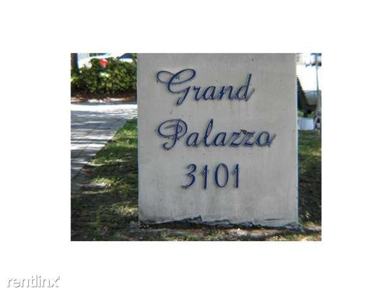 Grand
Palazzo
3101
rentlinx